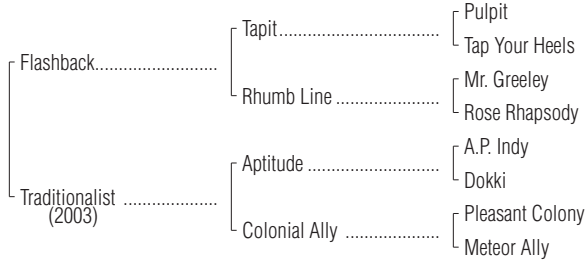 Pulpit
Tapit
Tap Your Heels
Flashback
Mr. Greeley
Rhumb Line
Rose Rhapsody
A.P. Indy
Aptitude
Dokki
Traditionalist
(2003)
Pleasant Colony
Colonial Ally
Meteor Ally